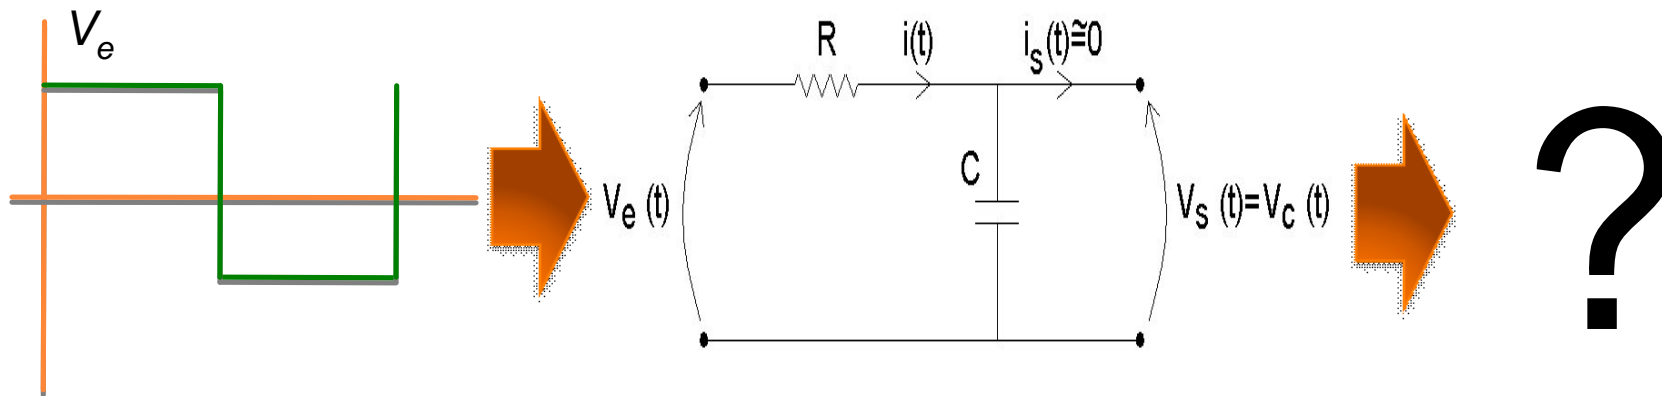 Ve
R
i(t)
is(t)≅0
C
Ve (t)
Vs (t)=Vc (t)
?